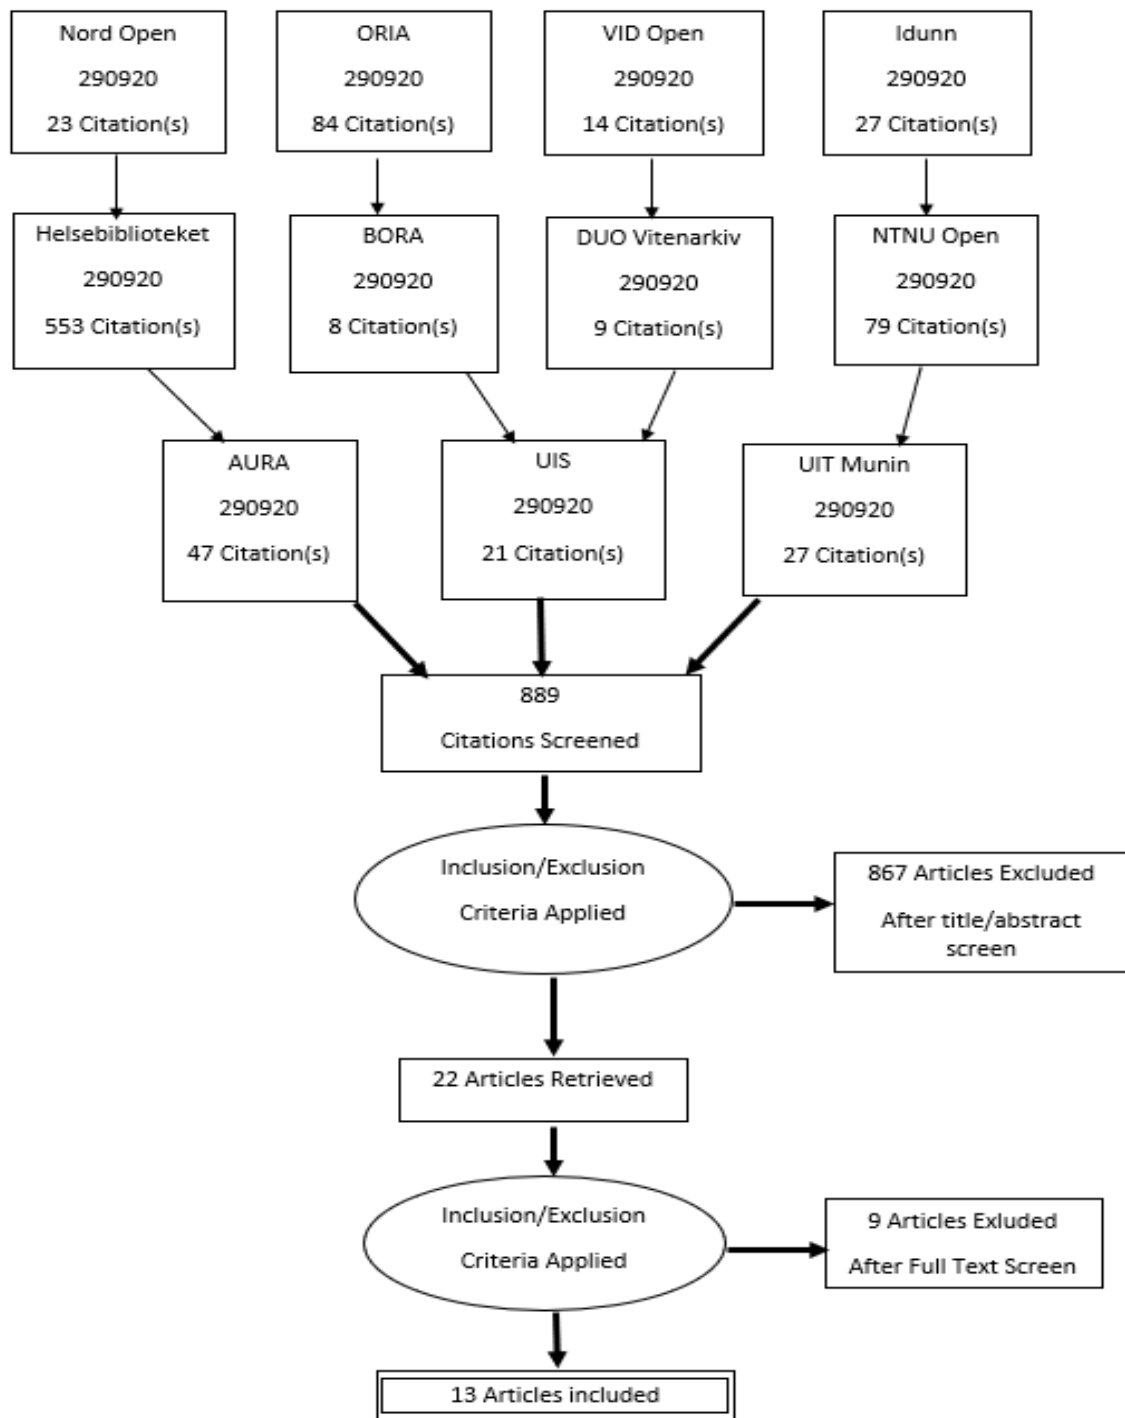 Nord Open
290920
23 Citation(s)
ORIA
290920
84 Citation(s)
VID Open
290920
14 Citation(s)
Idunn
290920
27 Citation(s)
Helsebiblioteket
290920
553 Citation(s)
BORA
290920
8 Citation(s)
DUO Vitenarkiv
290920
9 Citation(s)
NTNU Open
290920
79 Citation(s)
AURA
290920
47 Citation(s)
UIS
290920
21 Citation(s)
UIT Munin
290920
27 Citation(s)
889
Citations Screened
Inclusion/Exclusion
Criteria Applied
867 Articles Excluded
After title/abstract
screen
22 Articles Retrieved
Inclusion/Exclusion
Criteria Applied
9 Articles Exluded
After Full Text Screen
13 Articles included